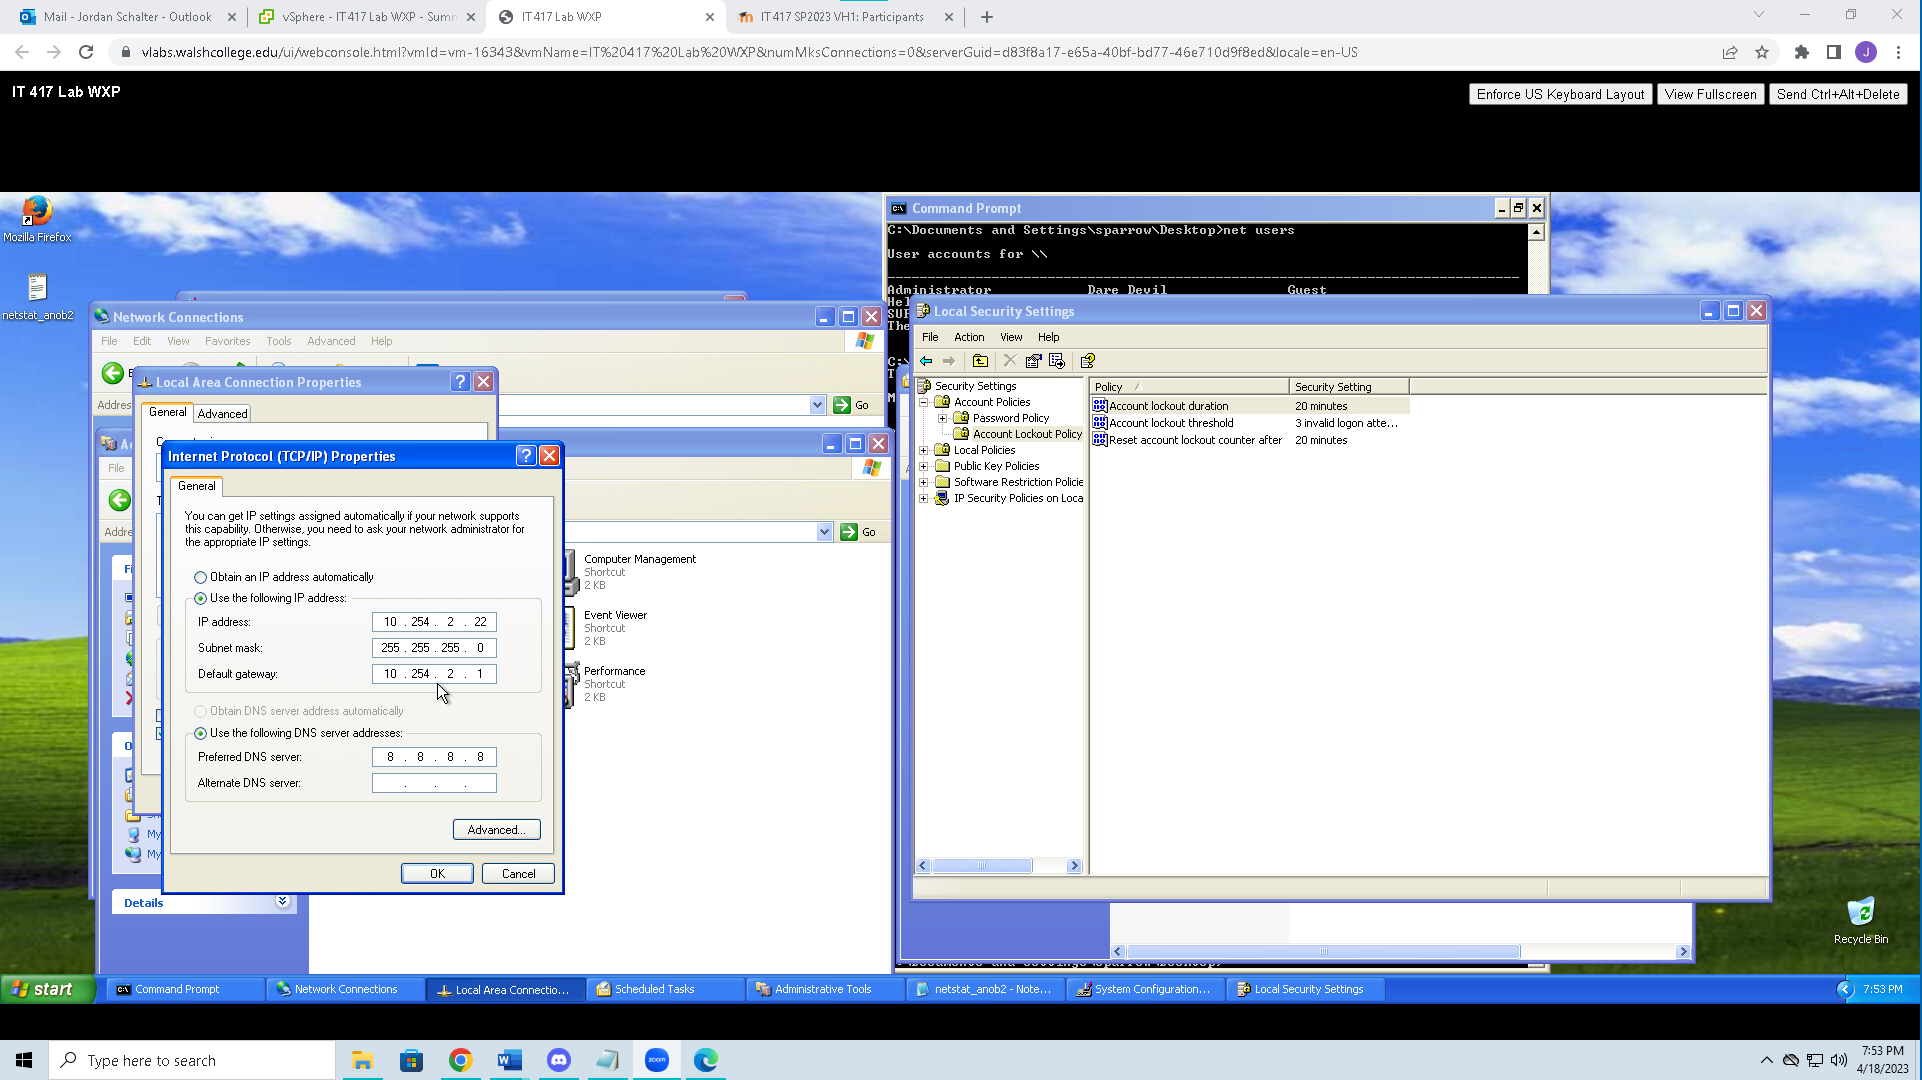 Mail - Jordan Schalter - Outlook
vSphere - IT417 Lab WXP - Sum
IT417 Lab WXP
IT417 SP2023 VH1: Participants
vlabs.walshcollege.edu/ui/webconsole.html?vmId=vm-16343&vmName=IT%20417%20Lab%20WXP&numMksConnections=0&serverGuid=d83f8a17-e65a-40bf-bd77-46e710d9f8ed&locale=en-US
J
IT 417 Lab WXP
Enforce US Keyboard Layout
View Fullscreen
Send Ctrl+Alt+Delete
Mozilla Firefox
netstat_anob2
Command Prompt
C:\Documents and Settings\sparrow\Desktop>net users
User accounts for \\
Administrator Dare Devil Guest
Hel
SUP
The
C:\
T
M
Network Connections
File Edit View Favorites Tools Advanced Help
Addres
Go
Local Area Connection Properties
General Advanced
File
Addre
Go
Internet Protocol (TCP/IP) Properties
General
You can get IP settings assigned automatically if your network supports
this capability. Otherwise, you need to ask your network administrator for
the appropriate IP settings.
Obtain an IP address automatically
Use the following IP address:
IP address: 10 . 254 . 2 . 22
Subnet mask: 255 . 255 . 255 . 0
Default gateway: 10 . 254 . 2 . 1
Obtain DNS server address automatically
Use the following DNS server addresses:
Preferred DNS server: 8 . 8 . 8 . 8
Alternate DNS server: . . .
Advanced...
OK
Cancel
My
My
Details
Computer Management
Shortcut
2 KB
Event Viewer
Shortcut
2 KB
Performance
Shortcut
2 KB
Local Security Settings
File Action View Help
Security Settings
Account Policies
Password Policy
Account Lockout Policy
Local Policies
Public Key Policies
Software Restriction Policie
IP Security Policies on Loca
Policy Security Setting
Account lockout duration 20 minutes
Account lockout threshold 3 invalid logon atte...
Reset account lockout counter after 20 minutes
Recycle Bin
start
Command Prompt
Network Connections
Local Area Connectio...
Scheduled Tasks
Administrative Tools
netstat_anob2 - Note...
System Configuration...
Local Security Settings
7:53 PM
Type here to search
zoom
7:53 PM
4/18/2023